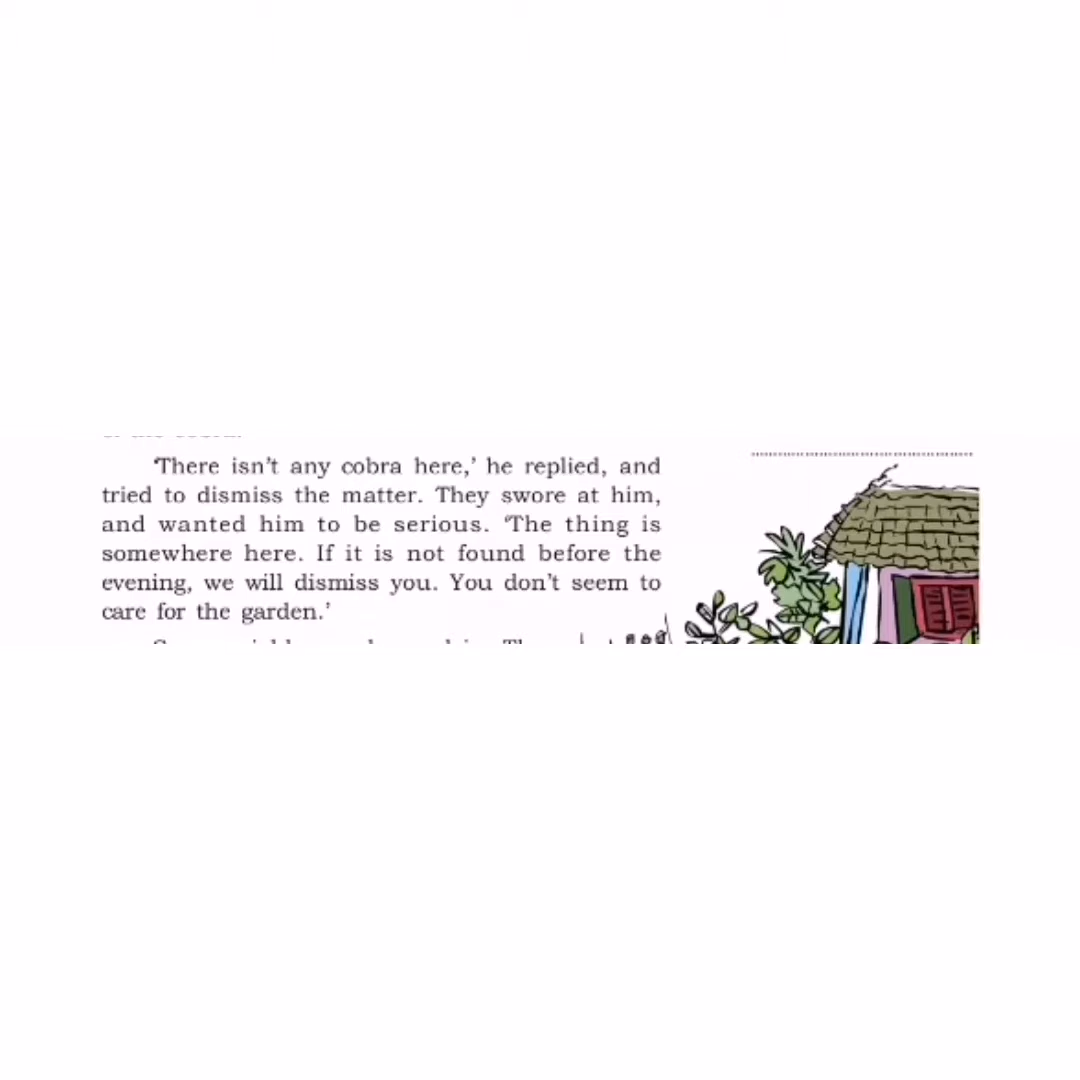 ‘There isn’t any cobra here,’ he replied, and
tried to dismiss the matter. They swore at him,
and wanted him to be serious. ‘The thing is
somewhere here. If it is not found before the
evening, we will dismiss you. You don’t seem to
care for the garden.’